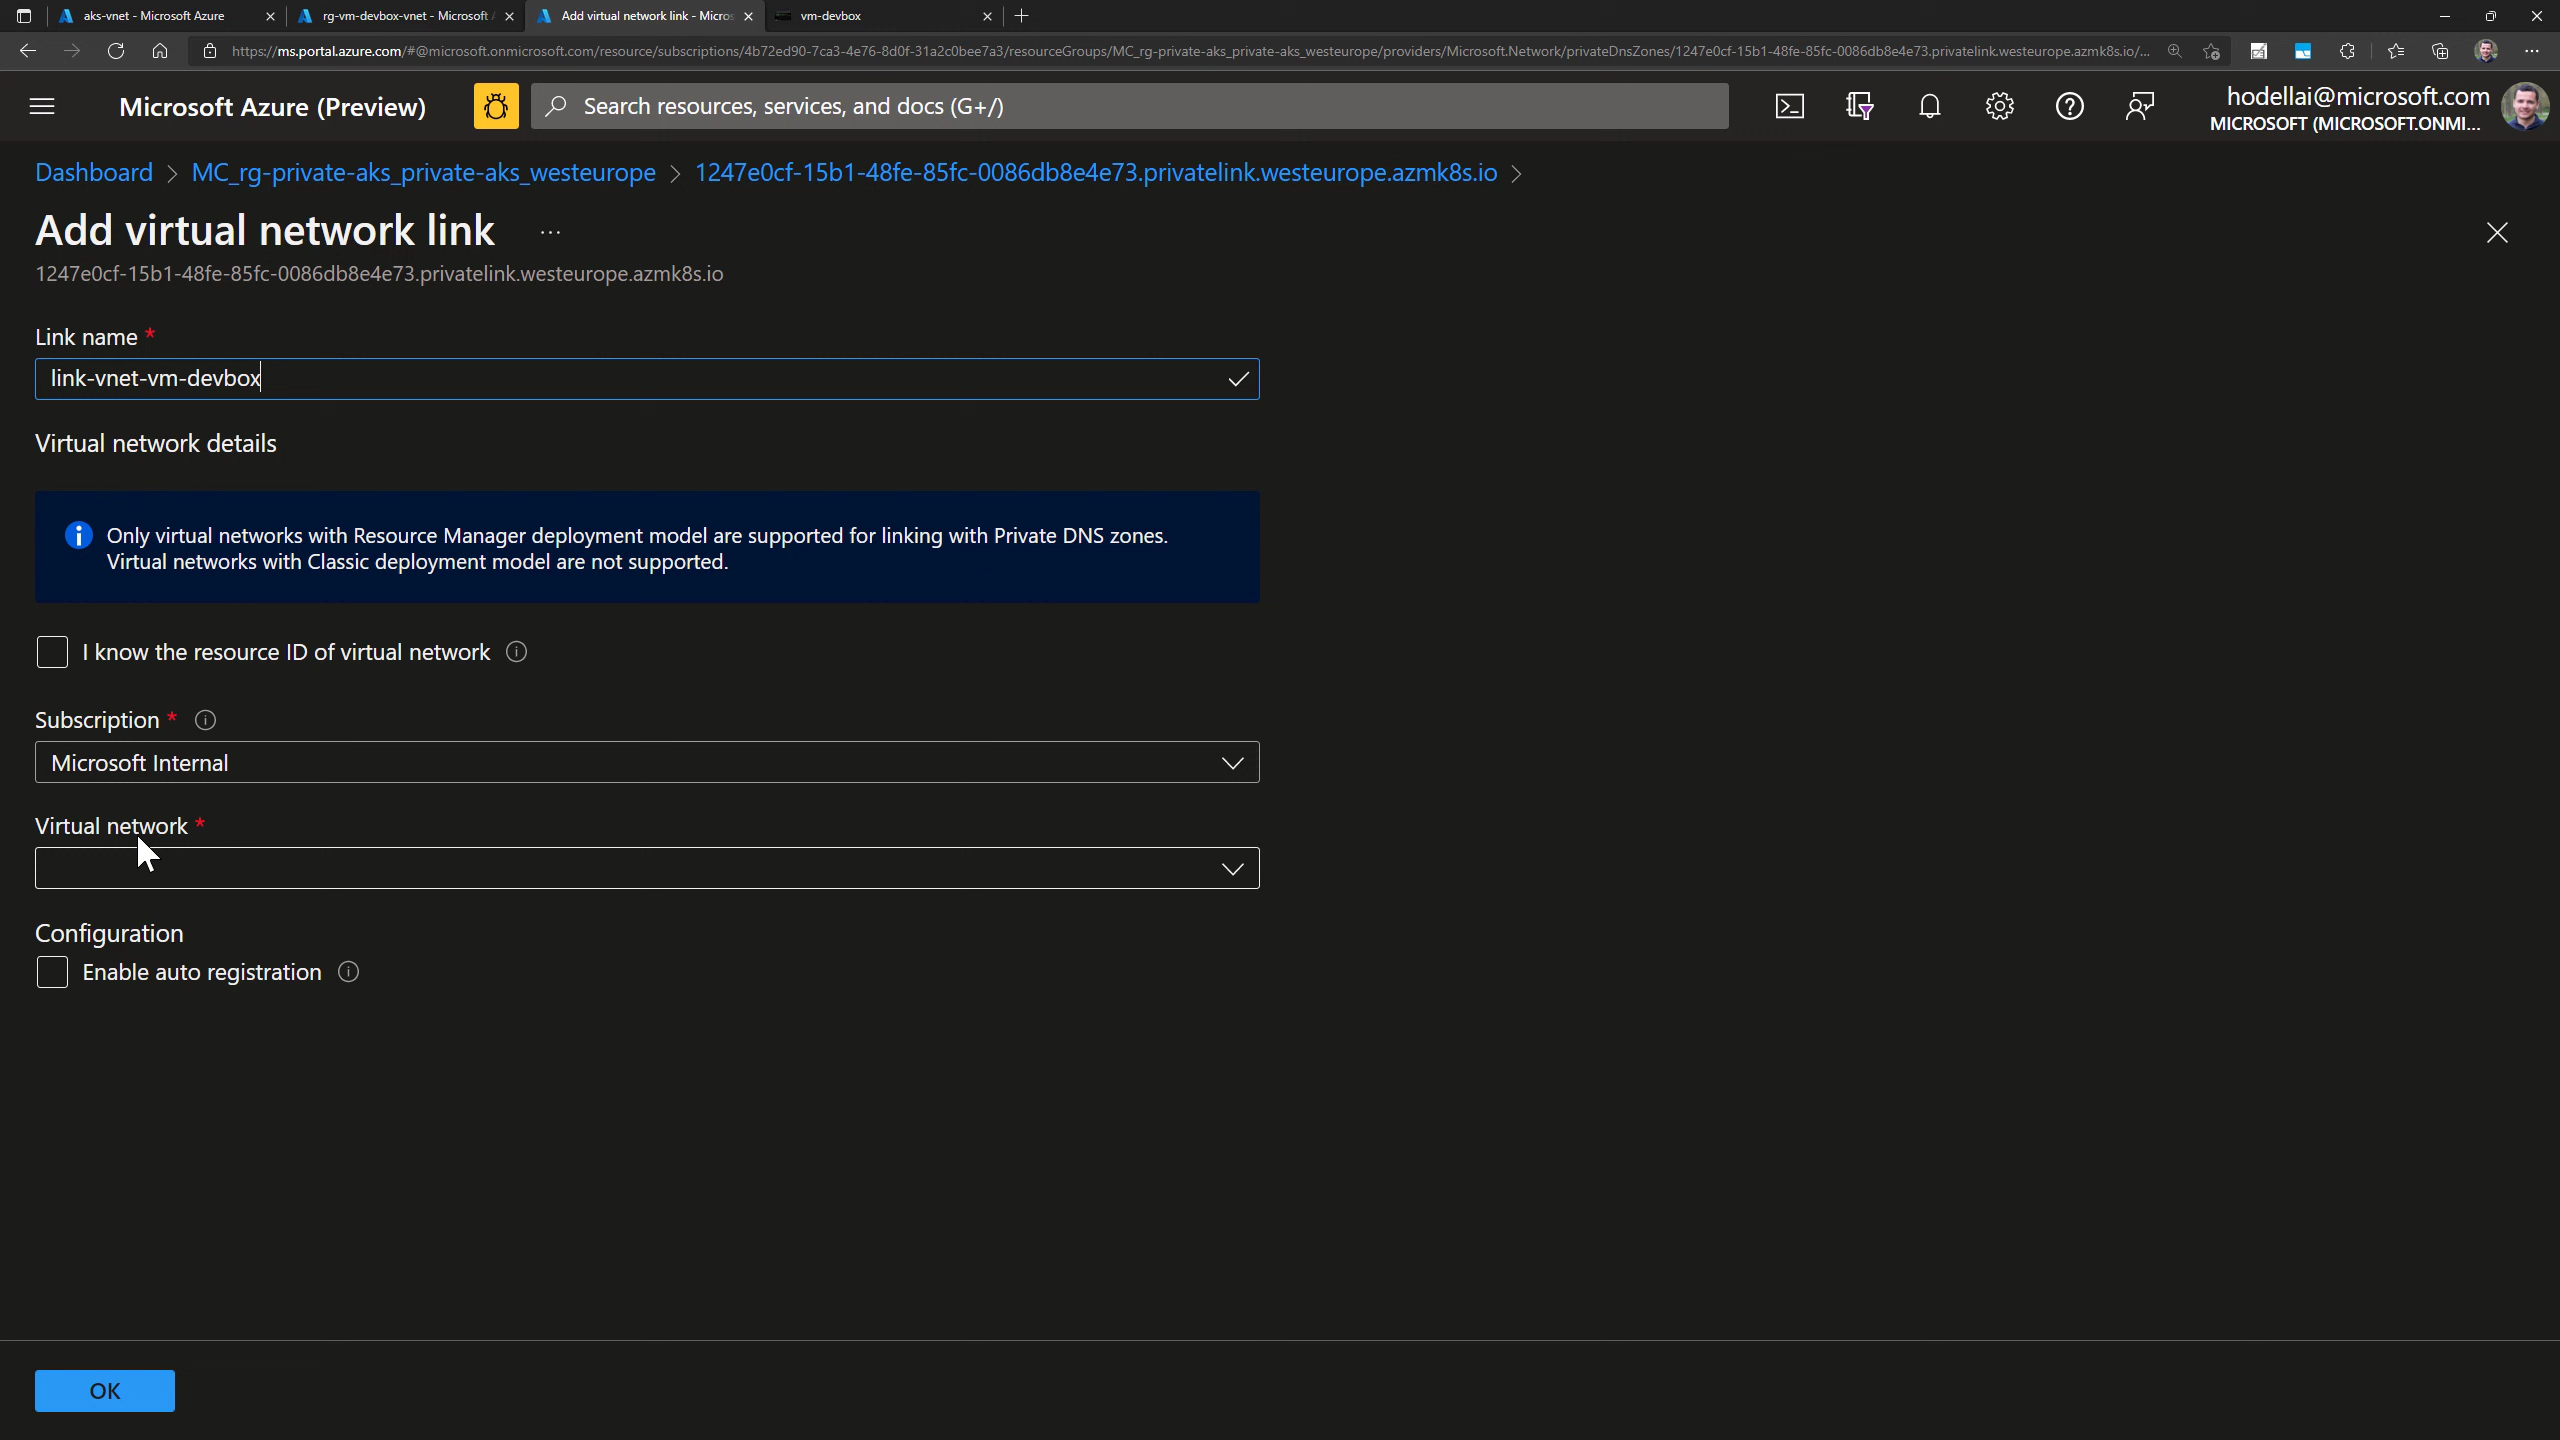 aks-vnet - Microsoft Azure
rg-vm-devbox-vnet - Microsoft A
Add virtual network link - Micros
vm-devbox
https://ms.portal.azure.com/#@microsoft.onmicrosoft.com/resource/subscriptions/4b72ed90-7ca3-4e76-8d0f-31a2c0bee7a3/resourceGroups/MC_rg-private-aks_private-aks_westeurope/providers/Microsoft.Network/privateDnsZones/1247e0cf-15b1-48fe-85fc-0086db8e4e73.privatelink.westeurope.azmk8s.io/...
Microsoft Azure (Preview)
Search resources, services, and docs (G+/)
hodellai@microsoft.com
MICROSOFT (MICROSOFT.ONMI...
Dashboard > MC_rg-private-aks_private-aks_westeurope > 1247e0cf-15b1-48fe-85fc-0086db8e4e73.privatelink.westeurope.azmk8s.io >
Add virtual network link ...
1247e0cf-15b1-48fe-85fc-0086db8e4e73.privatelink.westeurope.azmk8s.io
Link name *
link-vnet-vm-devbox
Virtual network details
Only virtual networks with Resource Manager deployment model are supported for linking with Private DNS zones.
Virtual networks with Classic deployment model are not supported.
I know the resource ID of virtual network
Subscription *
Microsoft Internal
Virtual network *
Configuration
Enable auto registration
OK